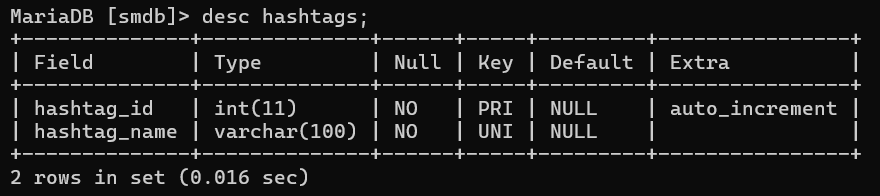 MariaDB [smdb]> desc hashtags;
+--------------+--------------+------+-----+---------+----------------+
| Field        | Type         | Null | Key | Default | Extra          |
+--------------+--------------+------+-----+---------+----------------+
| hashtag_id   | int(11)      | NO   | PRI | NULL    | auto_increment |
| hashtag_name | varchar(100) | NO   | UNI | NULL    |                |
+--------------+--------------+------+-----+---------+----------------+
2 rows in set (0.016 sec)